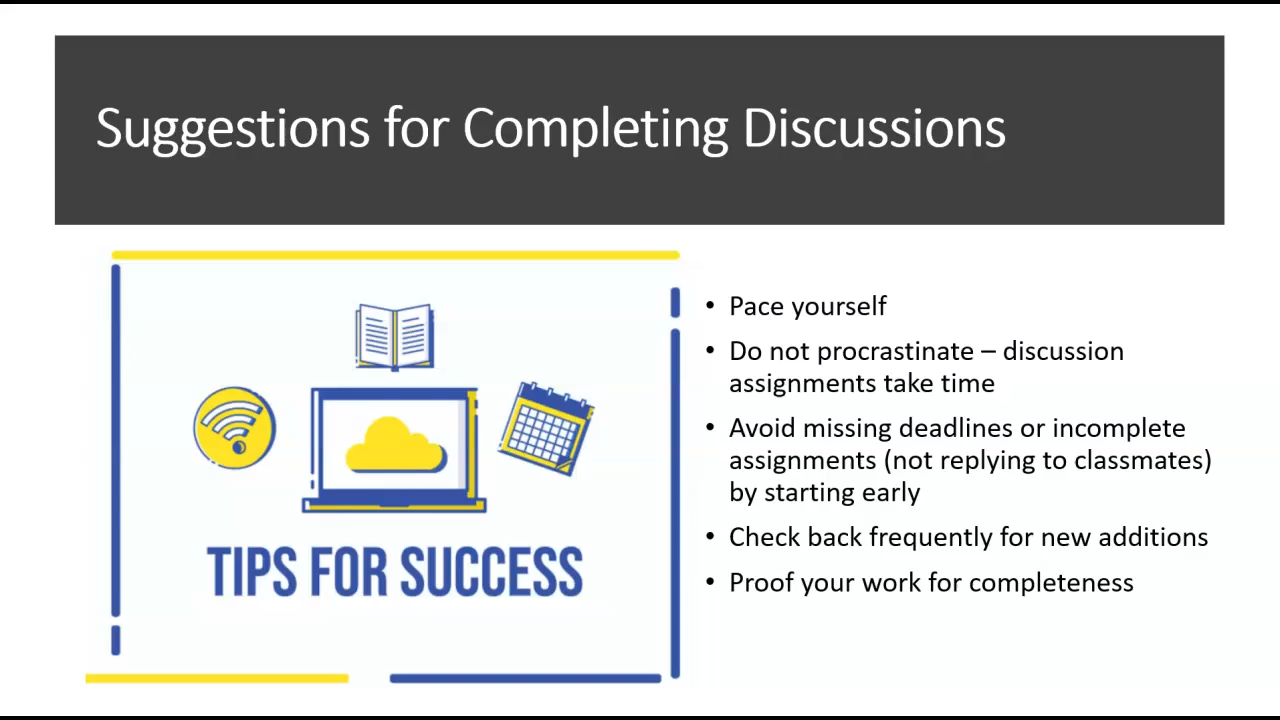 Suggestions for Completing Discussions
TIPS FOR SUCCESS
• Pace yourself
• Do not procrastinate – discussion
assignments take time
• Avoid missing deadlines or incomplete
assignments (not replying to classmates)
by starting early
• Check back frequently for new additions
• Proof your work for completeness